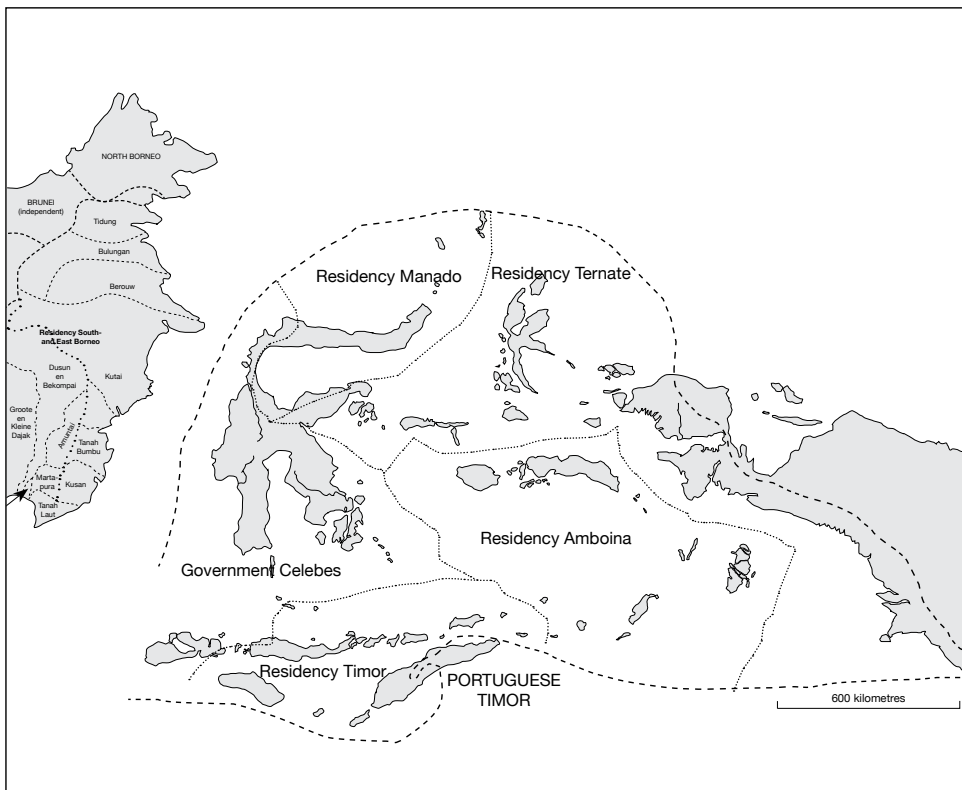 NORTH BORNEO
BRUNEI
(independent)
Tidung
Bulungan
Berouw
Residency South-
and East Borneo
Dusun
en
Bekompai
Kutai
Groote
en
Kleine
Dajak
Amuntai
Tanah
Bumbu
Marta-
pura
Kusan
Tanah
Laut
Residency Manado
Residency Ternate
Residency Amboina
Government Celebes
Residency Timor
PORTUGUESE
TIMOR
600 kilometres